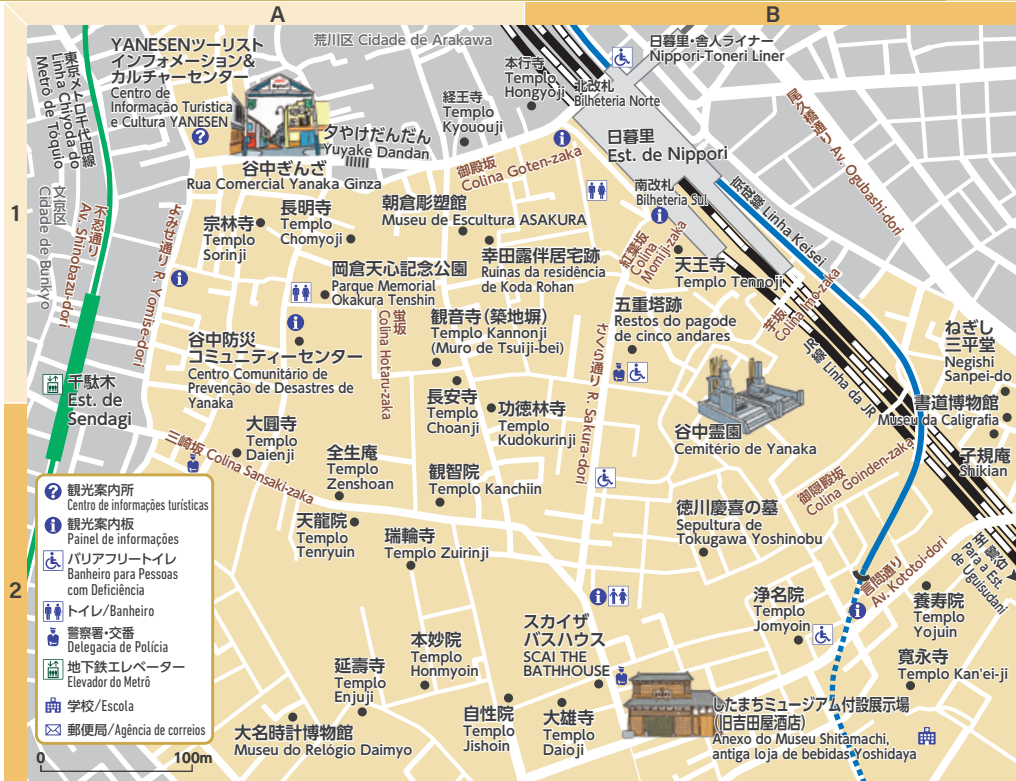 A
B
1
2
YANESENツーリスト
インフォメーション&
カルチャーセンター
Centro de
Informação Turística
e Cultura YANESEN
荒川区 Cidade de Arakawa
本行寺
Templo
Hongyoji
経王寺
Templo
Kyououji
北改札
Bilheteria Norte
日暮里・舎人ライナー
Nippori-Toneri Liner
尾久橋通り Av. Ogubashi-dori
東京メトロ千代田線
Linha Chiyoda do
Metrô de Tóquio
文京区
Cidade de Bunkyo
不忍通り
Av. Shinobazu-dori
よみせ通り R. Yomise-dori
夕やけだんだん
Yuyake Dandan
谷中ぎんざ
Rua Comercial Yanaka Ginza
御殿坂
Colina Goten-zaka
日暮里
Est. de Nippori
南改札
Bilheteria Sul
京成線 Linha Keisei
宗林寺
Templo
Sorinji
長明寺
Templo
Chomyoji
朝倉彫塑館
Museu de Escultura ASAKURA
幸田露伴居宅跡
Ruínas da residência
de Koda Rohan
紅葉坂
Colina
Momiji-zaka
天王寺
Templo Tennoji
芋坂
Colina Imo-zaka
JR線 Linha da JR
岡倉天心記念公園
Parque Memorial
Okakura Tenshin
蛍坂
Colina Hotaru-zaka
観音寺(築地塀)
Templo Kannonji
(Muro de Tsuiji-bei)
五重塔跡
Restos do pagode
de cinco andares
さくら通り R. Sakura-dori
谷中防災
コミュニティーセンター
Centro Comunitário de
Prevenção de Desastres de
Yanaka
ねぎし
三平堂
Negishi
Sanpei-do
千駄木
Est. de
Sendagi
長安寺
Templo
Choanji
功徳林寺
Templo
Kudokurinji
谷中霊園
Cemitério de Yanaka
書道博物館
Museu da Caligrafia
子規庵
Shikian
大圓寺
Templo
Daienji
三崎坂 Colina Sansaki-zaka
全生庵
Templo
Zenshoan
観智院
Templo Kanchiin
御隠殿坂
Colina Goinden-zaka
徳川慶喜の墓
Sepultura de
Tokugawa Yoshinobu
天龍院
Templo
Tenryuin
瑞輪寺
Templo Zuirinji
至 鶯谷
Para a Est.
de Uguisudani
言問通り
Av. Kototoi-dori
浄名院
Templo
Jomyoin
養寿院
Templo
Yojuin
寛永寺
Templo Kan'ei-ji
スカイザ
バスハウス
SCAI THE
BATHHOUSE
本妙院
Templo
Honmyoin
延壽寺
Templo
Enjuji
大名時計博物館
Museu do Relógio Daimyo
自性院
Templo
Jishoin
大雄寺
Templo
Daioji
したまちミュージアム付設展示場
(旧吉田屋酒店)
Anexo do Museu Shitamachi,
antiga loja de bebidas Yoshidaya
観光案内所
Centro de informações turísticas
観光案内板
Painel de informações
バリアフリートイレ
Banheiro para Pessoas
com Deficiência
トイレ/Banheiro
警察署・交番
Delegacia de Polícia
地下鉄エレベーター
Elevador do Metrô
学校/Escola
郵便局/Agência de correios
0 100m